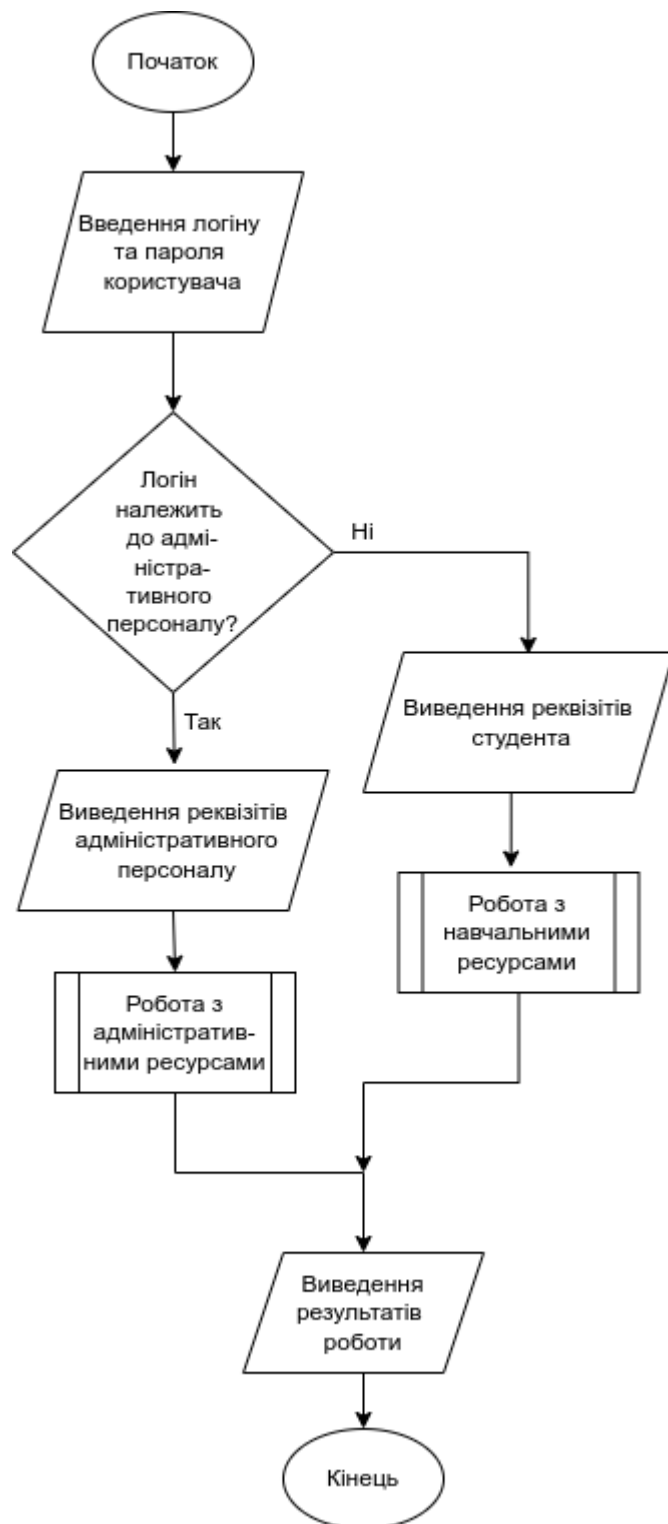 Початок
Введення логіну
та пароля
користувача
Логін
належить
до адмі-
ністра-
тивного
персоналу?
Ні
Так
Виведення реквізітів
студента
Виведення реквізітів
адміністративного
персоналу
Робота з
навчальними
ресурсами
Робота з
адміністратив-
ними ресурсами
Виведення
результатів
роботи
Кінець